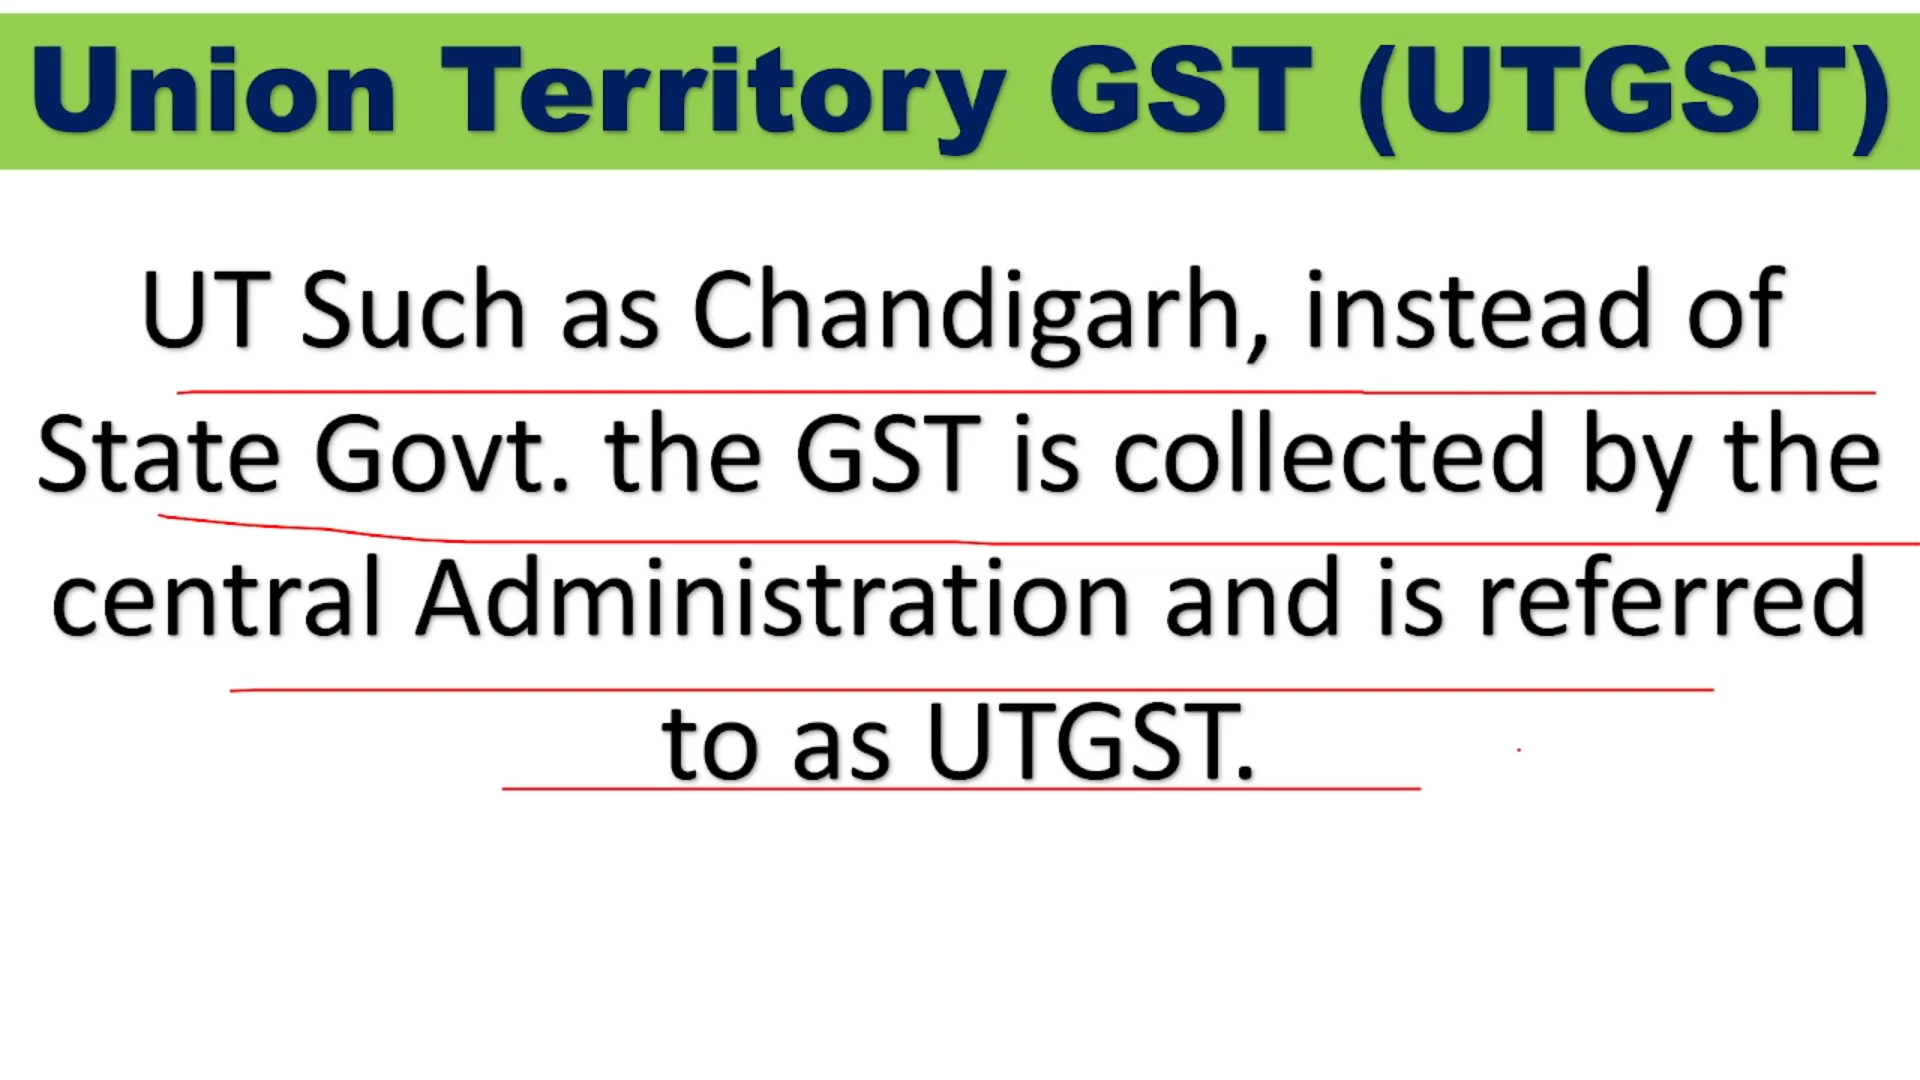 Union Territory GST (UTGST)
UT Such as Chandigarh, instead of
State Govt. the GST is collected by the
central Administration and is referred
to as UTGST.